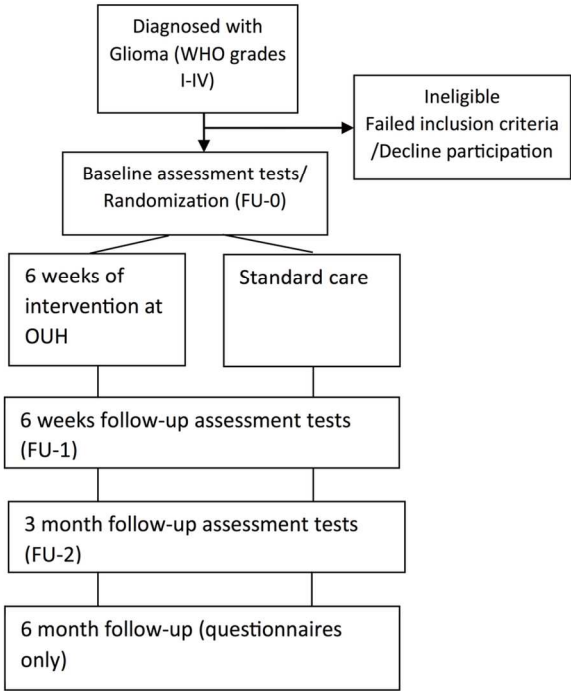 Diagnosed with
Glioma (WHO grades
I-IV)
Ineligible
Failed inclusion criteria
/Decline participation
Baseline assessment tests/
Randomization (FU-0)
6 weeks of
intervention at
OUH
Standard care
6 weeks follow-up assessment tests
(FU-1)
3 month follow-up assessment tests
(FU-2)
6 month follow-up (questionnaires
only)